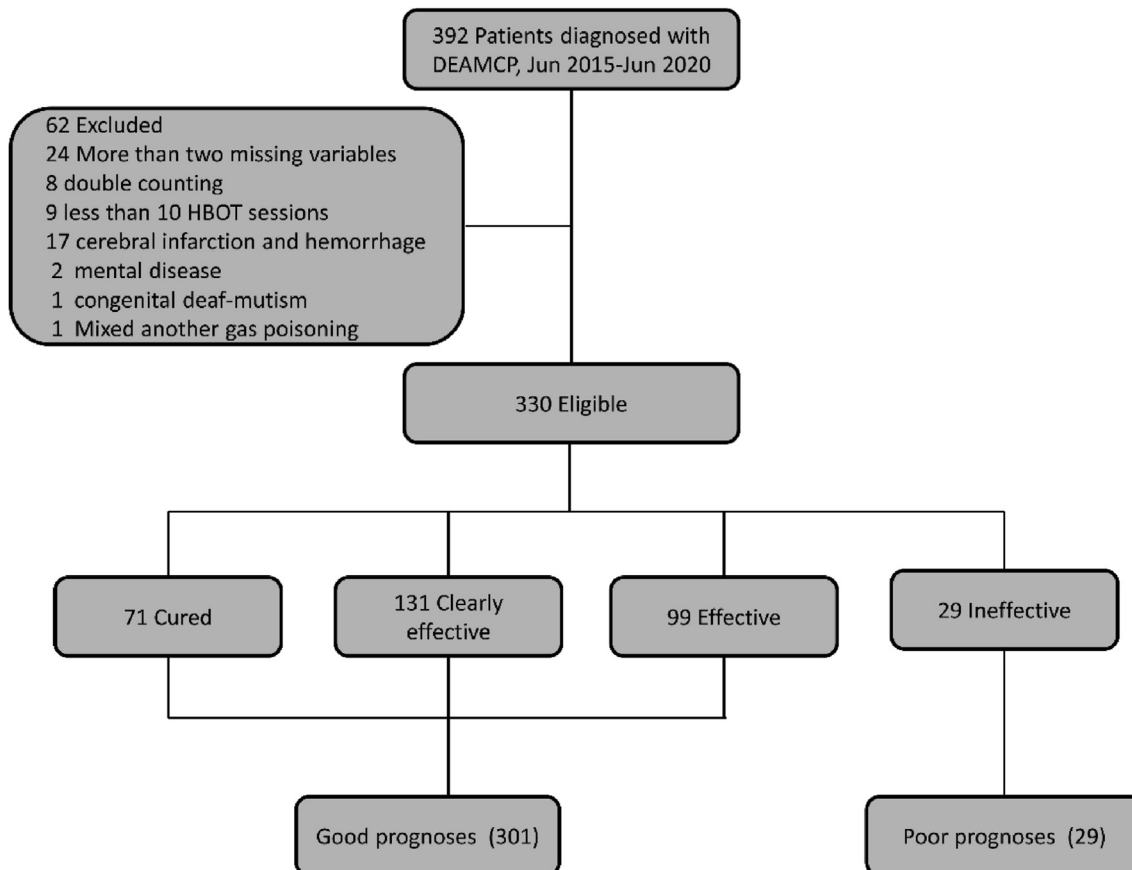 392 Patients diagnosed with
DEAMCP, Jun 2015-Jun 2020
62 Excluded
24 More than two missing variables
8 double counting
9 less than 10 HBOT sessions
17 cerebral infarction and hemorrhage
2 mental disease
1 congenital deaf-mutism
1 Mixed another gas poisoning
330 Eligible
71 Cured
131 Clearly
effective
99 Effective
29 Ineffective
Good prognoses (301)
Poor prognoses (29)